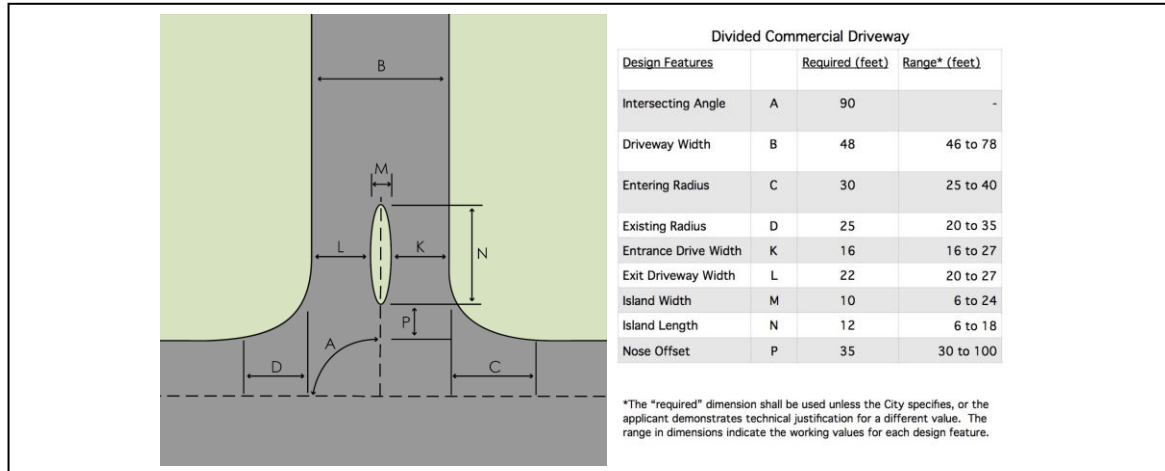 B
M
L
K
N
P
A
D
C
Divided Commercial Driveway
Design Features Required (feet) Range* (feet)
Intersecting Angle A 90 -
Driveway Width B 48 46 to 78
Entering Radius C 30 25 to 40
Existing Radius D 25 20 to 35
Entrance Drive Width K 16 16 to 27
Exit Driveway Width L 22 20 to 27
Island Width M 10 6 to 24
Island Length N 12 6 to 18
Nose Offset P 35 30 to 100
*The “required” dimension shall be used unless the City specifies, or the
applicant demonstrates technical justification for a different value. The
range in dimensions indicate the working values for each design feature.